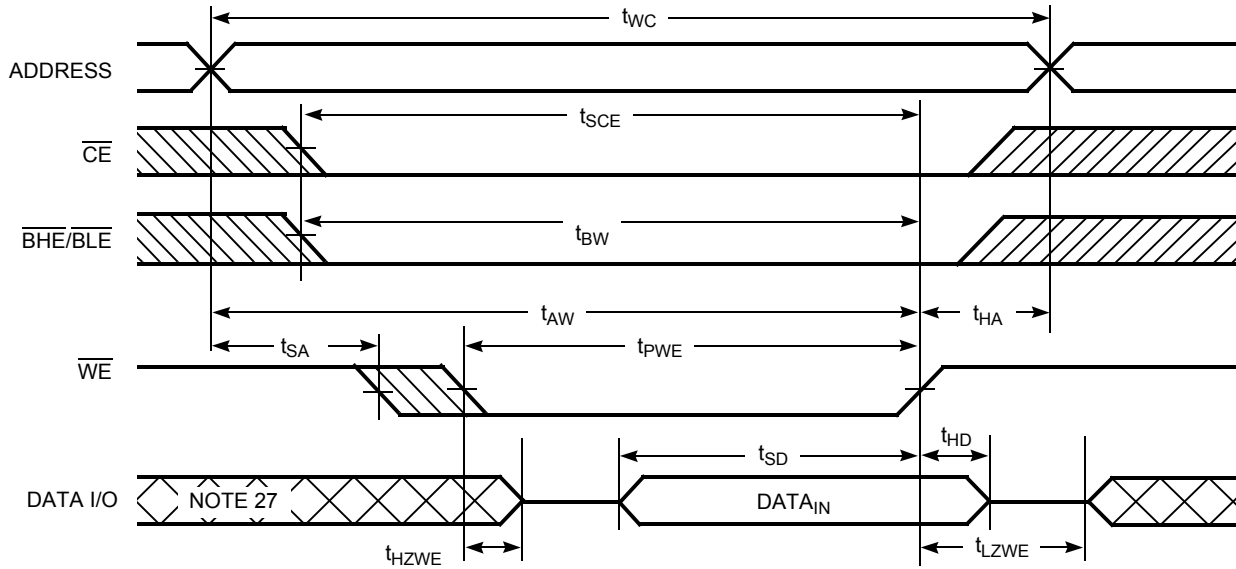 tWC
ADDRESS
tSCE
CE
BHE/BLE
tBW
tAW
tHA
tSA
tPWE
WE
tHD
tSD
DATA I/O
NOTE 27
DATAIN
tHZWE
tLZWE